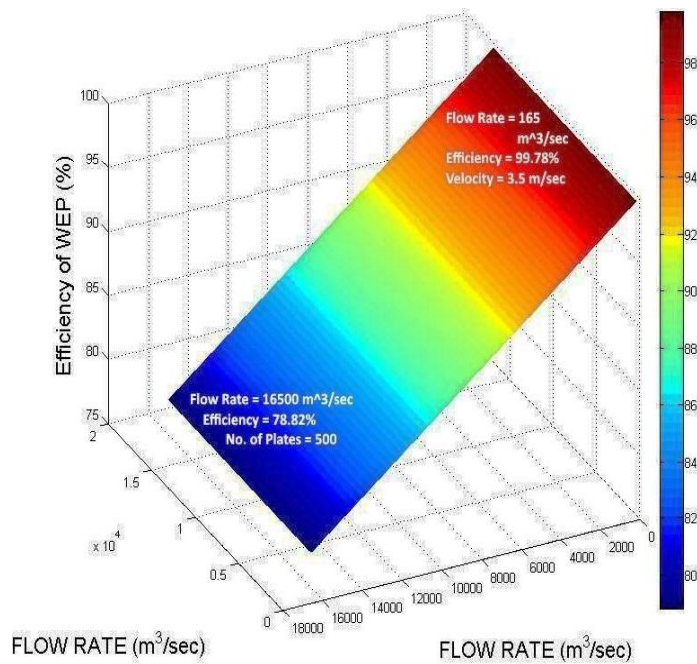 100
95
90
85
80
75
Efficiency of WEP (%)
2
1.5
1
0.5
0
x 10^4
18000
16000
14000
12000
10000
8000
6000
4000
2000
0
FLOW RATE (m^3/sec)
FLOW RATE (m^3/sec)
Flow Rate = 165
m^3/sec
Efficiency = 99.78%
Velocity = 3.5 m/sec
Flow Rate = 16500 m^3/sec
Efficiency = 78.82%
No. of Plates = 500
98
96
94
92
90
88
86
84
82
80